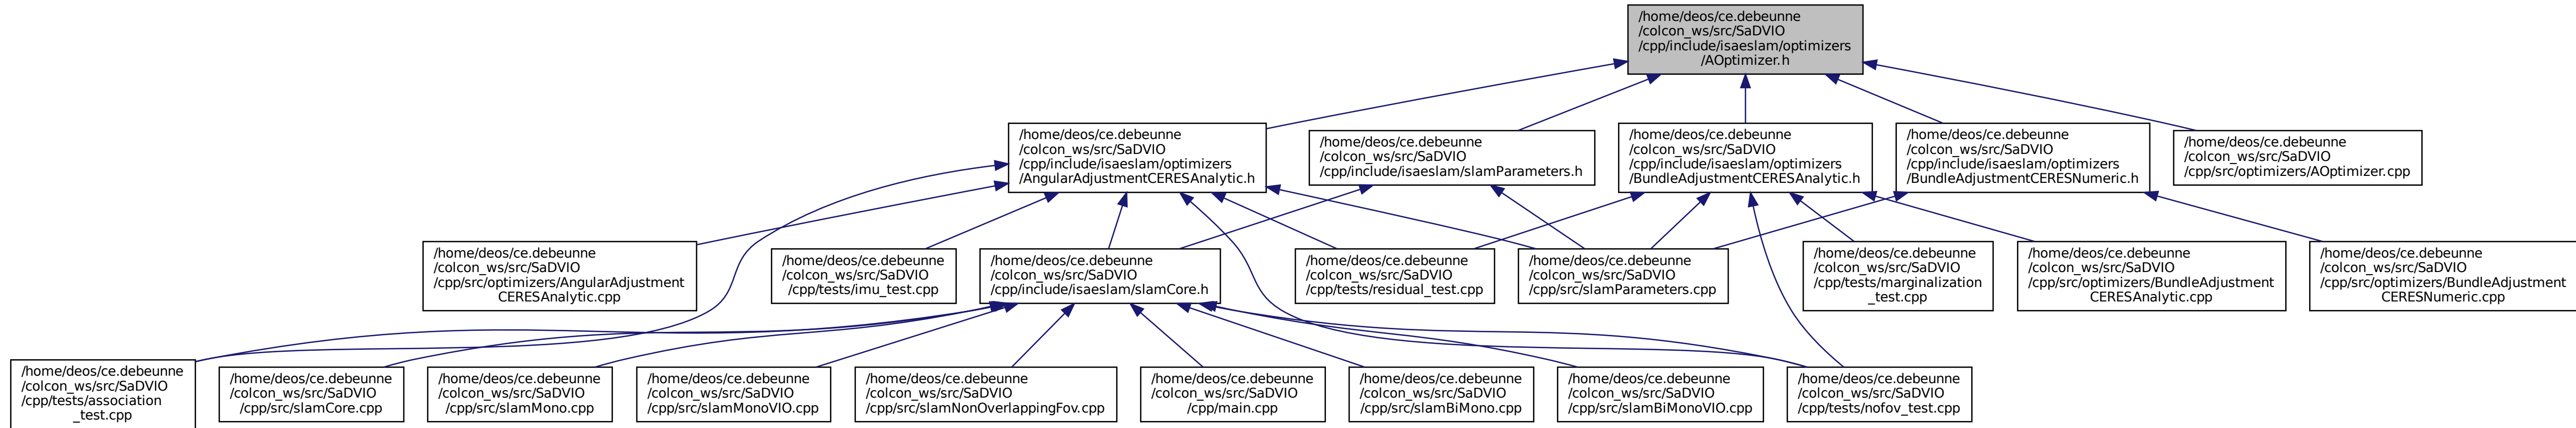 /home/deos/ce.debeunne
/colcon_ws/src/SaDVIO
/cpp/include/isaeslam/optimizers
/AOptimizer.h
/home/deos/ce.debeunne
/colcon_ws/src/SaDVIO
/cpp/include/isaeslam/optimizers
/AngularAdjustmentCERESAnalytic.h
/home/deos/ce.debeunne
/colcon_ws/src/SaDVIO
/cpp/include/isaeslam/slamParameters.h
/home/deos/ce.debeunne
/colcon_ws/src/SaDVIO
/cpp/include/isaeslam/optimizers
/BundleAdjustmentCERESAnalytic.h
/home/deos/ce.debeunne
/colcon_ws/src/SaDVIO
/cpp/include/isaeslam/optimizers
/BundleAdjustmentCERESNumeric.h
/home/deos/ce.debeunne
/colcon_ws/src/SaDVIO
/cpp/src/optimizers/AOptimizer.cpp
/home/deos/ce.debeunne
/colcon_ws/src/SaDVIO
/cpp/src/optimizers/AngularAdjustment
CERESAnalytic.cpp
/home/deos/ce.debeunne
/colcon_ws/src/SaDVIO
/cpp/tests/imu_test.cpp
/home/deos/ce.debeunne
/colcon_ws/src/SaDVIO
/cpp/include/isaeslam/slamCore.h
/home/deos/ce.debeunne
/colcon_ws/src/SaDVIO
/cpp/tests/residual_test.cpp
/home/deos/ce.debeunne
/colcon_ws/src/SaDVIO
/cpp/src/slamParameters.cpp
/home/deos/ce.debeunne
/colcon_ws/src/SaDVIO
/cpp/tests/marginalization
_test.cpp
/home/deos/ce.debeunne
/colcon_ws/src/SaDVIO
/cpp/src/optimizers/BundleAdjustment
CERESAnalytic.cpp
/home/deos/ce.debeunne
/colcon_ws/src/SaDVIO
/cpp/src/optimizers/BundleAdjustment
CERESNumeric.cpp
/home/deos/ce.debeunne
/colcon_ws/src/SaDVIO
/cpp/tests/association
_test.cpp
/home/deos/ce.debeunne
/colcon_ws/src/SaDVIO
/cpp/src/slamCore.cpp
/home/deos/ce.debeunne
/colcon_ws/src/SaDVIO
/cpp/src/slamMono.cpp
/home/deos/ce.debeunne
/colcon_ws/src/SaDVIO
/cpp/src/slamMonoVIO.cpp
/home/deos/ce.debeunne
/colcon_ws/src/SaDVIO
/cpp/src/slamNonOverlappingFov.cpp
/home/deos/ce.debeunne
/colcon_ws/src/SaDVIO
/cpp/main.cpp
/home/deos/ce.debeunne
/colcon_ws/src/SaDVIO
/cpp/src/slamBiMono.cpp
/home/deos/ce.debeunne
/colcon_ws/src/SaDVIO
/cpp/src/slamBiMonoVIO.cpp
/home/deos/ce.debeunne
/colcon_ws/src/SaDVIO
/cpp/tests/nofov_test.cpp